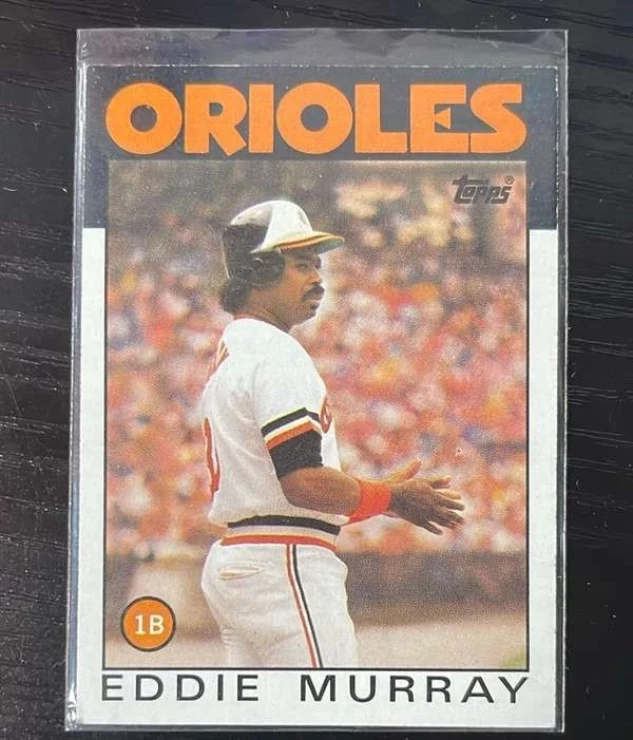 ORIOLES
Topps®
1B
EDDIE MURRAY